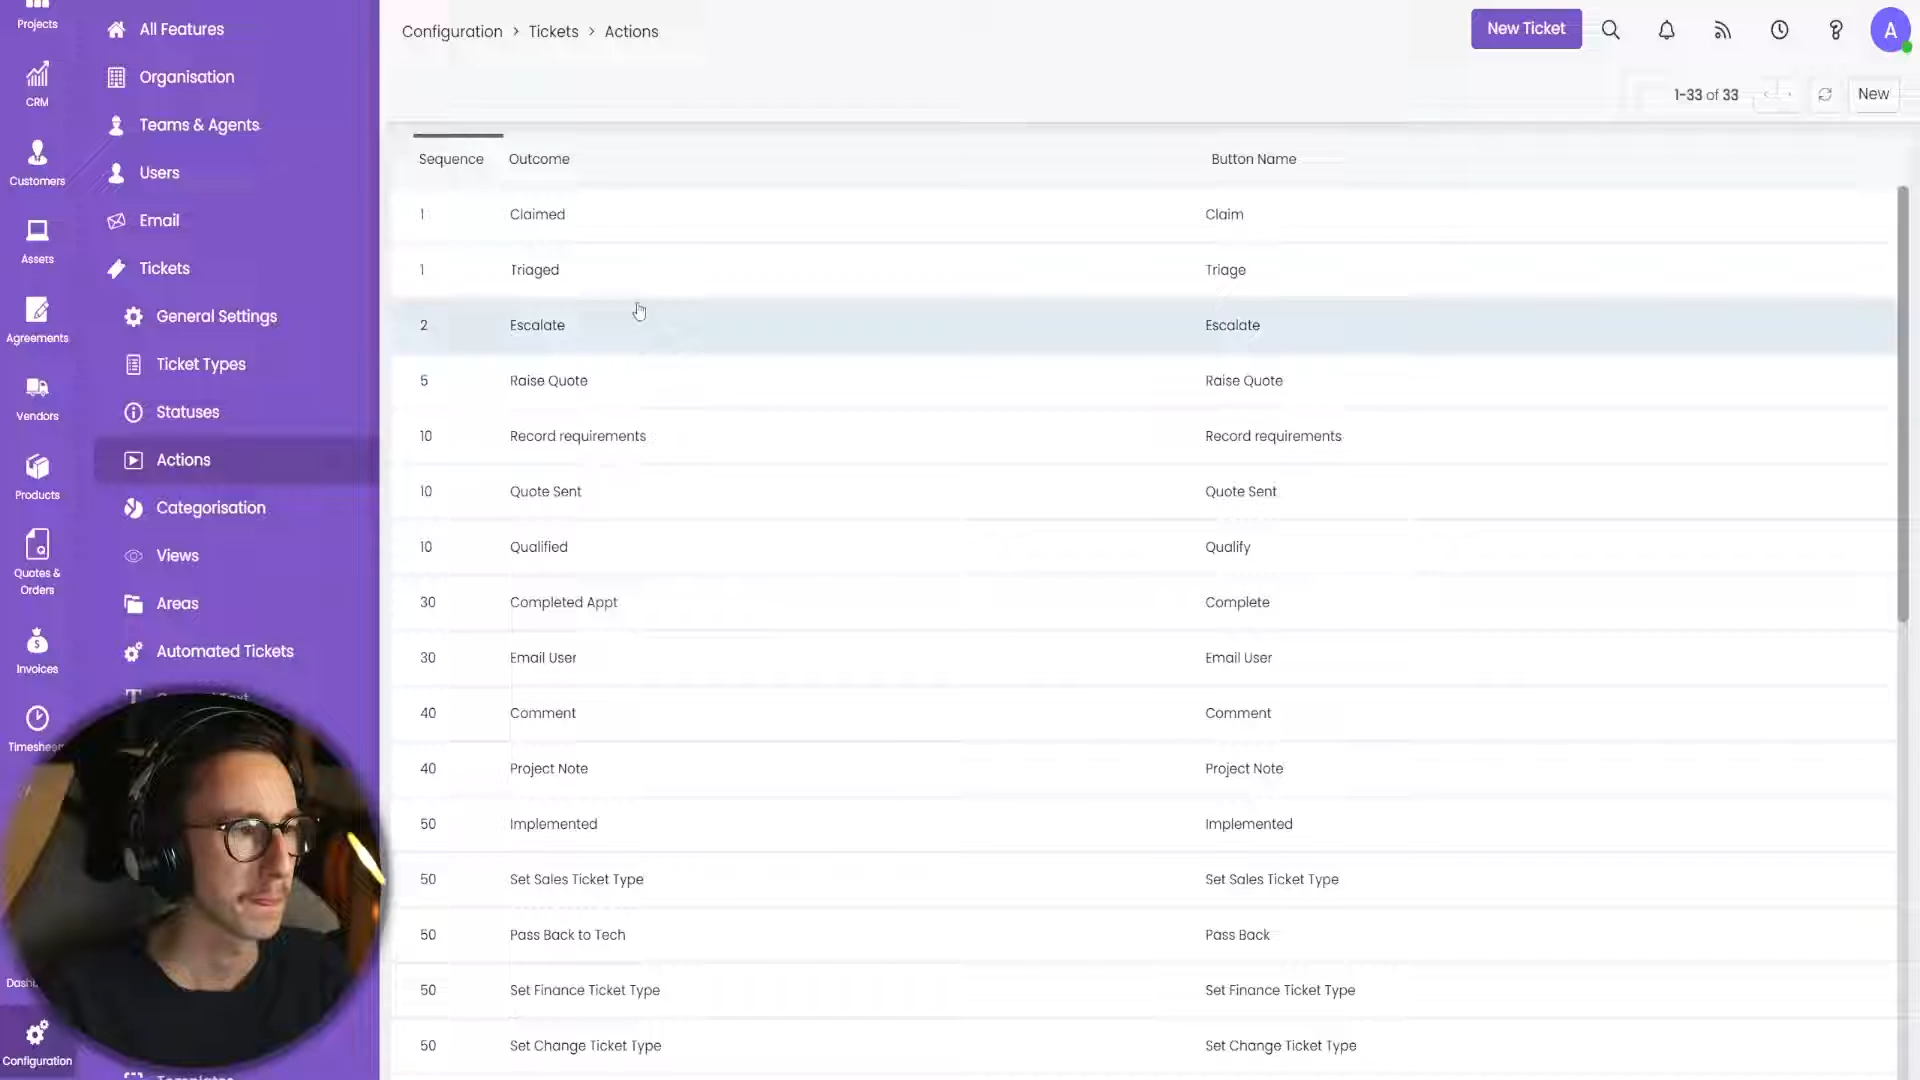 Projects
CRM
Customers
Assets
Agreements
Vendors
Products
Quotes &
Orders
Invoices
Configuration
All Features
Organisation
Teams & Agents
Users
Email
Tickets
General Settings
Ticket Types
Statuses
Actions
Categorisation
Views
Areas
Automated Tickets
Configuration > Tickets > Actions
New Ticket
A
1-33 of 33
New
Sequence Outcome Button Name
1 Claimed Claim
1 Triaged Triage
2 Escalate Escalate
5 Raise Quote Raise Quote
10 Record requirements Record requirements
10 Quote Sent Quote Sent
10 Qualified Qualify
30 Completed Appt Complete
30 Email User Email User
40 Comment Comment
40 Project Note Project Note
50 Implemented Implemented
50 Set Sales Ticket Type Set Sales Ticket Type
50 Pass Back to Tech Pass Back
50 Set Finance Ticket Type Set Finance Ticket Type
50 Set Change Ticket Type Set Change Ticket Type